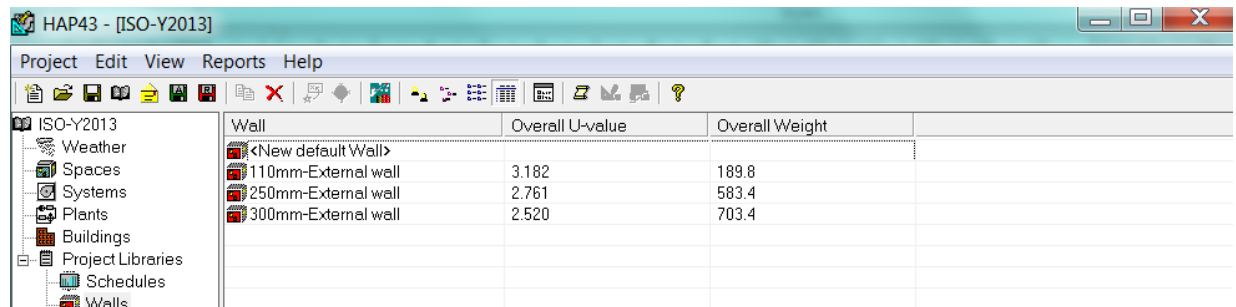 HAP43 - [ISO-Y2013]
Project Edit View Reports Help
ISO-Y2013
Weather
Spaces
Systems
Plants
Buildings
Project Libraries
Schedules
Walls
Wall Overall U-value Overall Weight
<New default Wall>
110mm-External wall 3.182 189.8
250mm-External wall 2.761 583.4
300mm-External wall 2.520 703.4